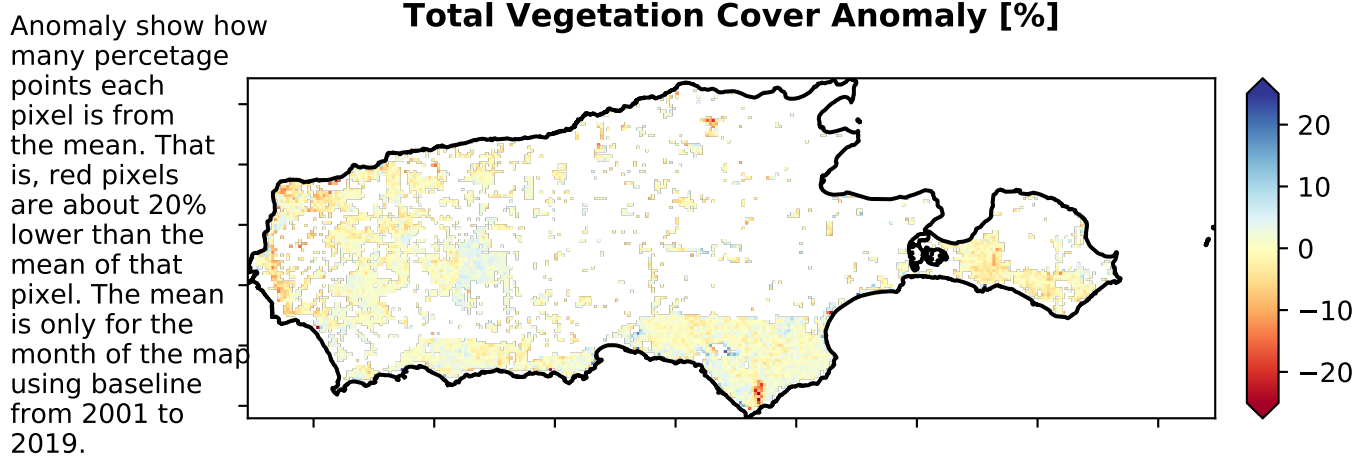 Total Vegetation Cover Anomaly [%]
Anomaly show how
many percetage
points each
pixel is from
the mean. That
is, red pixels
are about 20%
lower than the
mean of that
pixel. The mean
is only for the
month of the map
using baseline
from 2001 to
2019.
20
10
0
−10
−20